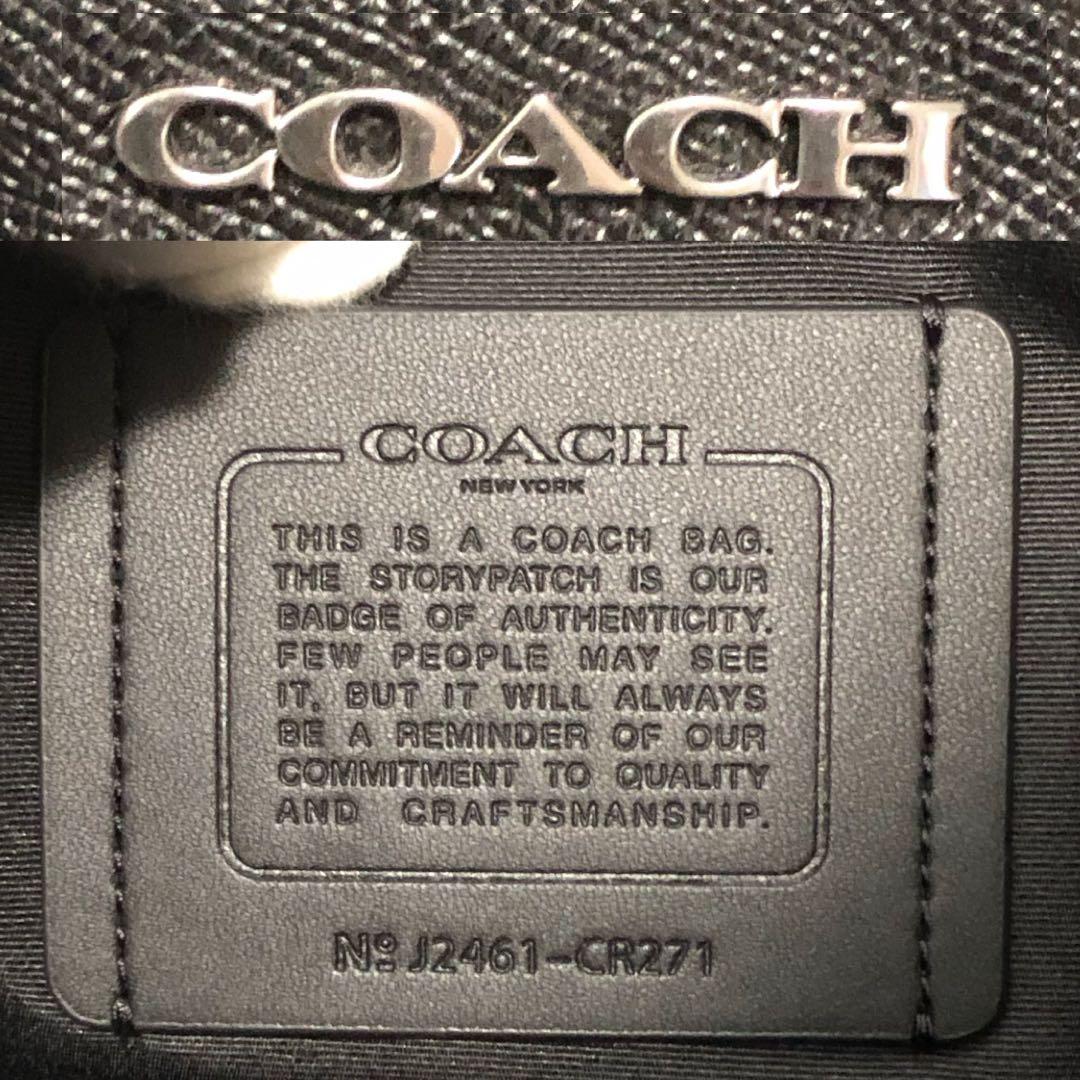 COACH
COACH
NEW YORK
THIS IS A COACH BAG.
THE STORYPATCH IS OUR
BADGE OF AUTHENTICITY.
FEW PEOPLE MAY SEE
IT, BUT IT WILL ALWAYS
BE A REMINDER OF OUR
COMMITMENT TO QUALITY
AND CRAFTSMANSHIP.
Nº J2461-CR271